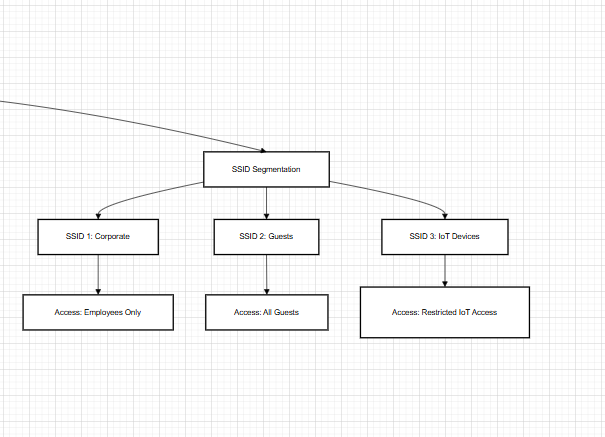 SSID Segmentation
SSID 1: Corporate
SSID 2: Guests
SSID 3: IoT Devices
Access: Employees Only
Access: All Guests
Access: Restricted IoT Access